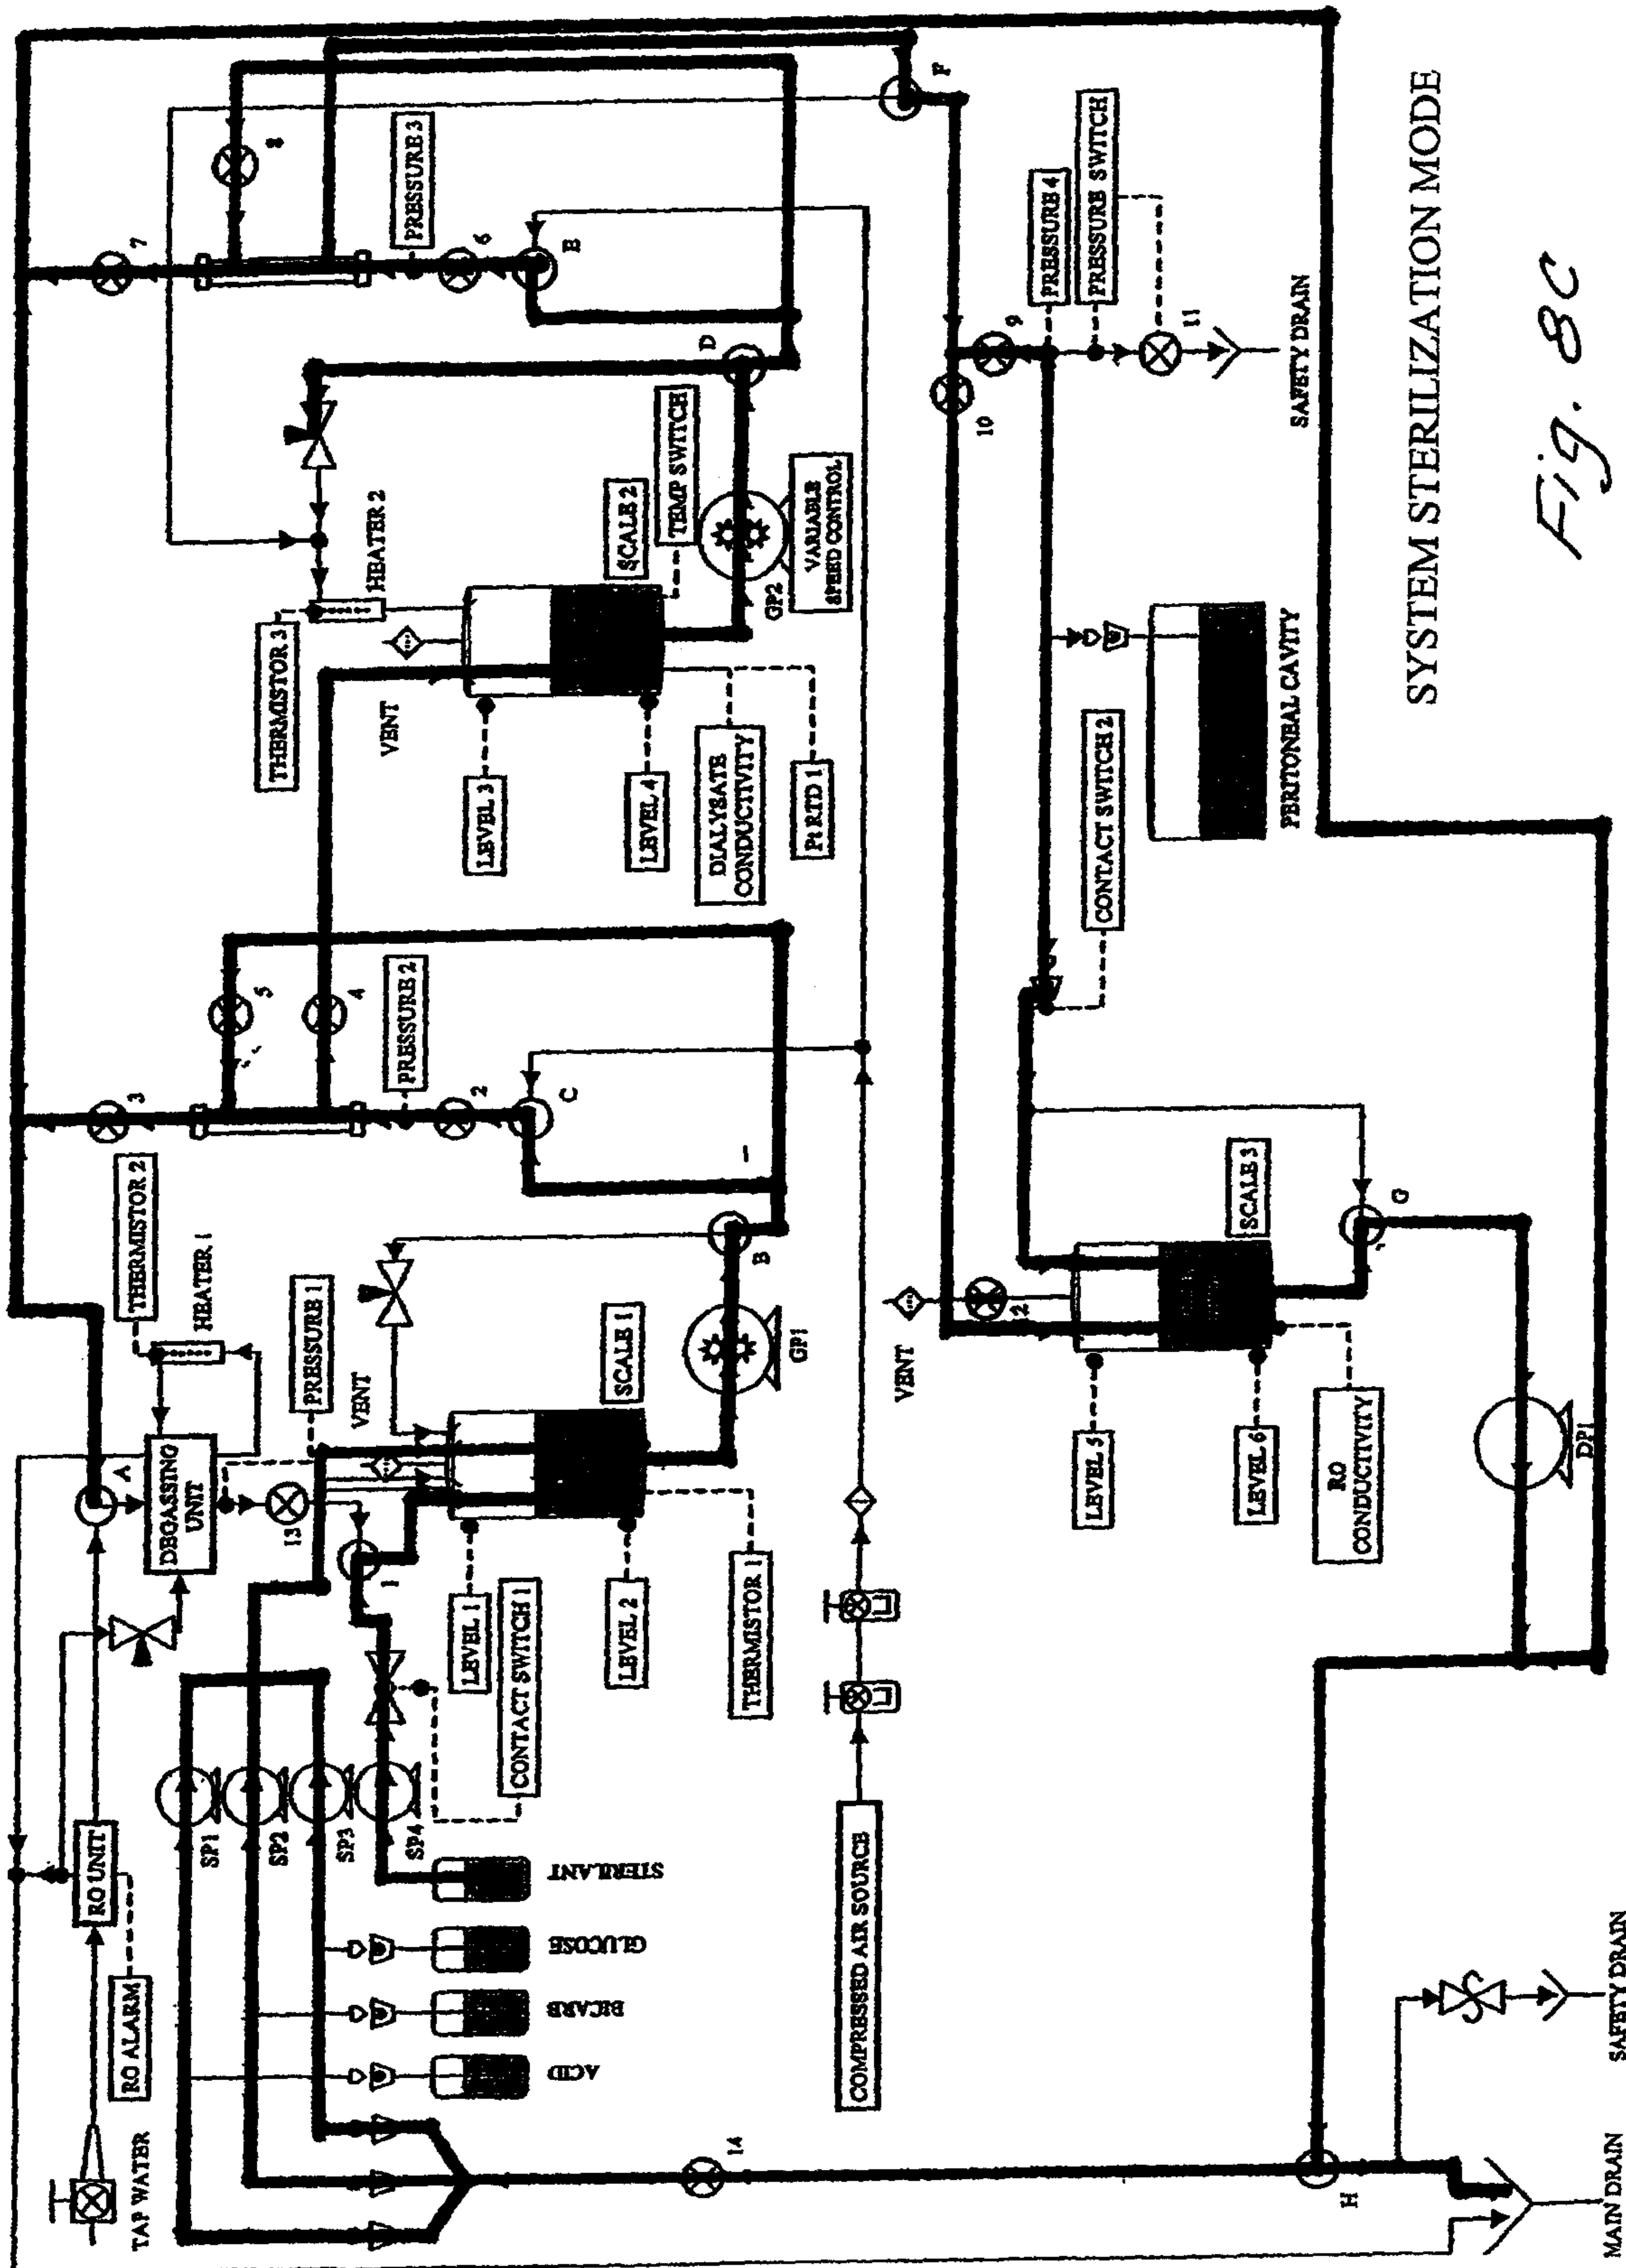 TAP WATER
RO ALARM
RO UNIT
SP1
SP2
SP3
SP4
ACID
BICARB
GLUCOSE
STERILANT
A
DEGASSING
UNIT
THERMISTOR 2
HEATER 1
13
PRESSURE 1
VENT
I
LEVEL 1
CONTACT SWITCH 1
LEVEL 2
THERMISTOR 1
SCALE 1
GP1
B
3
5
4
PRESSURE 2
2
C
THERMISTOR 3
HEATER 2
VENT
LEVEL 3
LEVEL 4
DIALYSATE
CONDUCTIVITY
Pt RTD 1
SCALE 2
TEMP SWITCH
GP2
VARIABLE
SPEED CONTROL
D
7
8
PRESSURE 3
6
E
F
COMPRESSED AIR SOURCE
VENT
12
LEVEL 5
LEVEL 6
RO
CONDUCTIVITY
SCALE 3
G
DP1
CONTACT SWITCH 2
PERITONEAL CAVITY
10
9
PRESSURE 4
PRESSURE SWITCH
11
SAFETY DRAIN
14
H
MAIN DRAIN
SAFETY DRAIN
SYSTEM STERILIZATION MODE
Fig. 8C